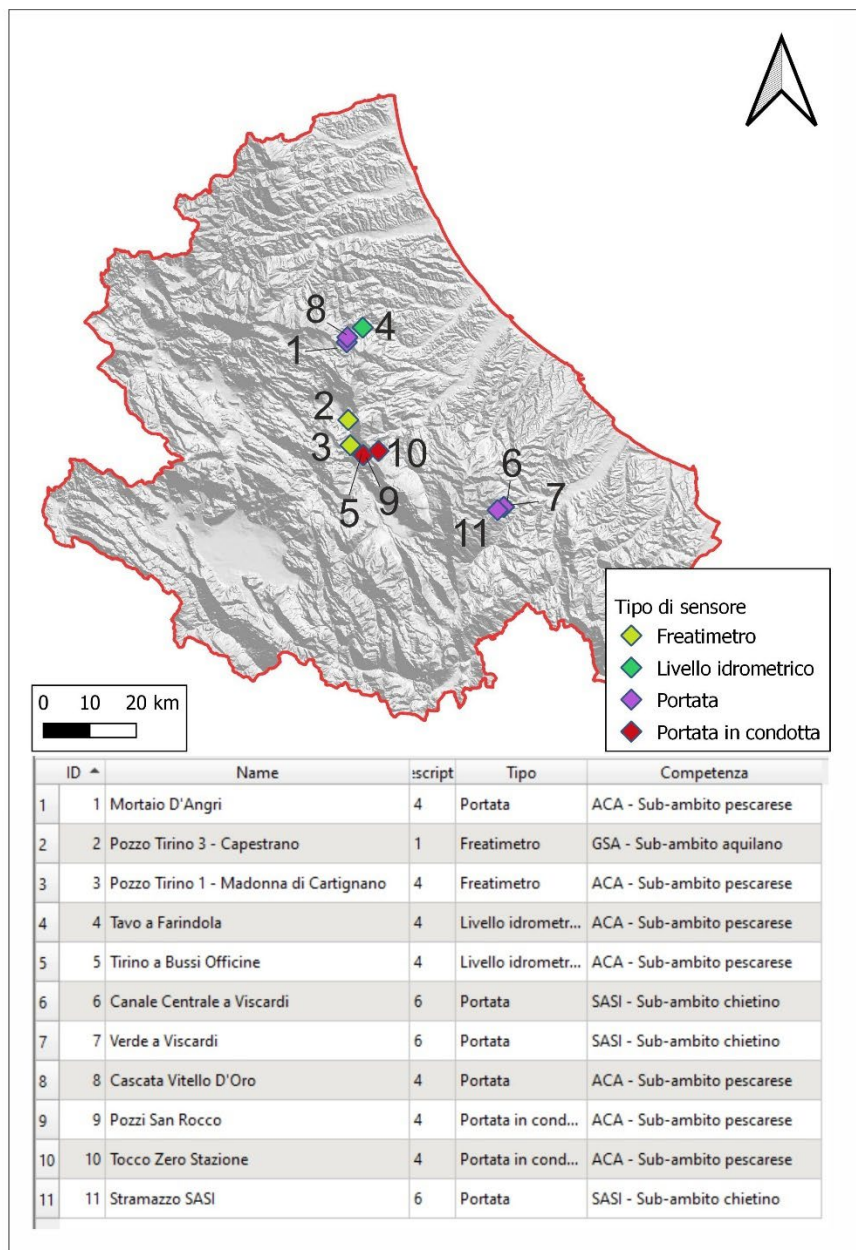 8
4
1
2
3
10
5
9
6
7
11
Tipo di sensore
Freatimetro
Livello idrometrico
Portata
Portata in condotta
0 10 20 km
ID Name escript Tipo Competenza
1 1 Mortaio D'Angri 4 Portata ACA - Sub-ambito pescarese
2 2 Pozzo Tirino 3 - Capestrano 1 Freatimetro GSA - Sub-ambito aquilano
3 3 Pozzo Tirino 1 - Madonna di Cartignano 4 Freatimetro ACA - Sub-ambito pescarese
4 4 Tavo a Farindola 4 Livello idrometr... ACA - Sub-ambito pescarese
5 5 Tirino a Bussi Officine 4 Livello idrometr... ACA - Sub-ambito pescarese
6 6 Canale Centrale a Viscardi 6 Portata SASI - Sub-ambito chietino
7 7 Verde a Viscardi 6 Portata SASI - Sub-ambito chietino
8 8 Cascata Vitello D'Oro 4 Portata ACA - Sub-ambito pescarese
9 9 Pozzi San Rocco 4 Portata in cond... ACA - Sub-ambito pescarese
10 10 Tocco Zero Stazione 4 Portata in cond... ACA - Sub-ambito pescarese
11 11 Stramazzo SASI 6 Portata SASI - Sub-ambito chietino